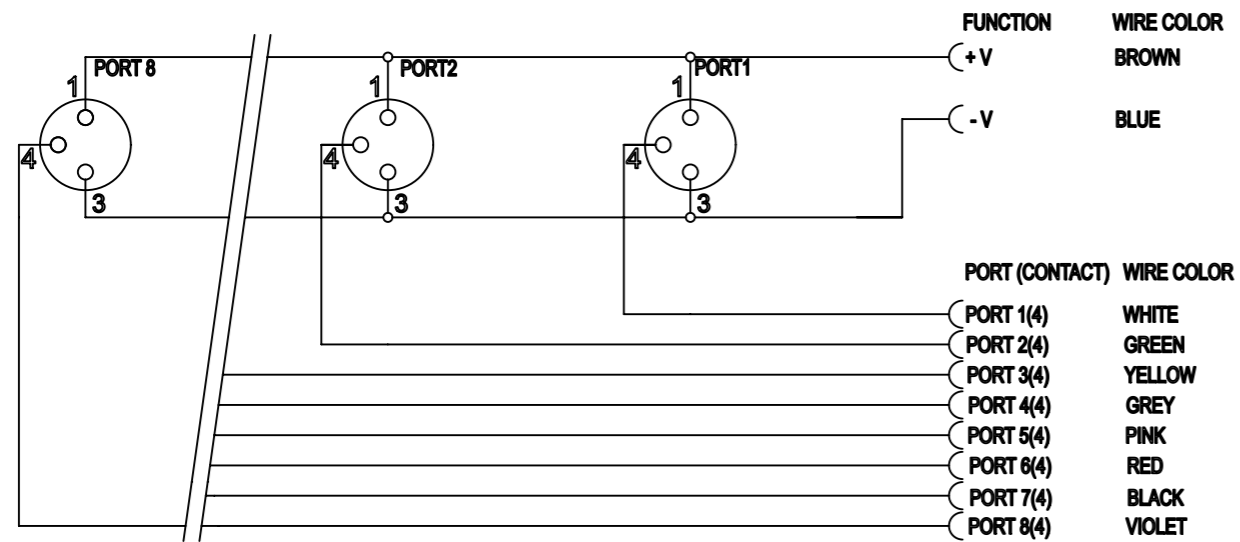 FUNCTION WIRE COLOR
PORT 8 PORT2 PORT1 + V BROWN
1 1 1
- V BLUE
4 4 4
3 3 3
PORT (CONTACT) WIRE COLOR
PORT 1(4) WHITE
PORT 2(4) GREEN
PORT 3(4) YELLOW
PORT 4(4) GREY
PORT 5(4) PINK
PORT 6(4) RED
PORT 7(4) BLACK
PORT 8(4) VIOLET